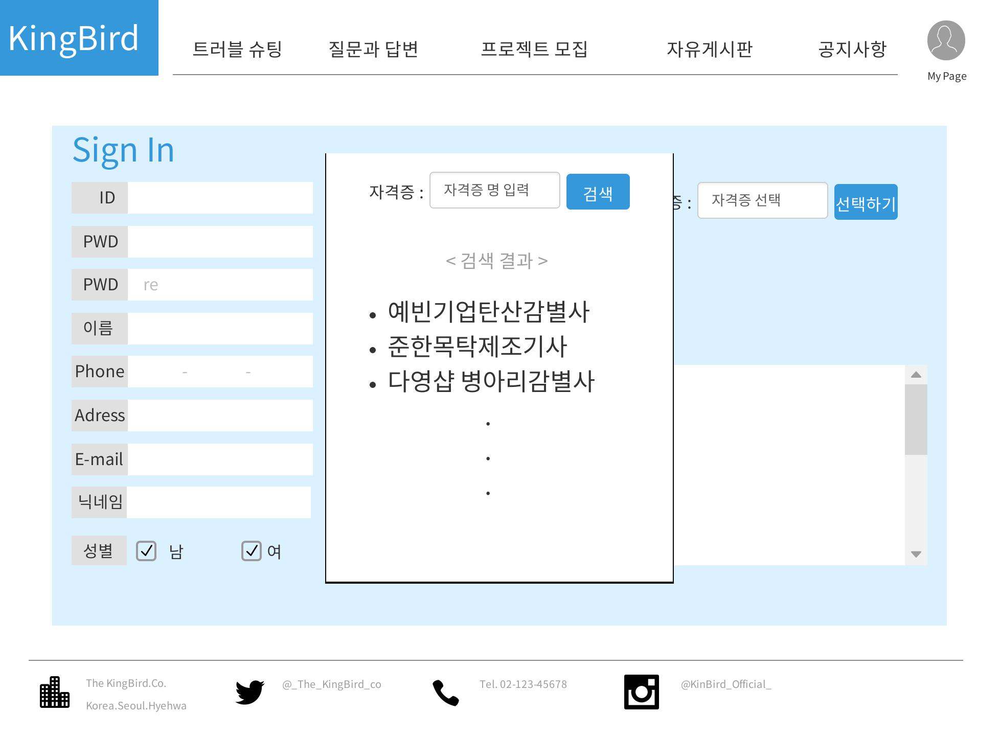 KingBird
트러블 슈팅 질문과 답변 프로젝트 모집 자유게시판 공지사항
My Page
Sign In
ID
PWD
PWD re
이름
Phone - -
Adress
E-mail
닉네임
성별 남 여
자격증 : 자격증 명 입력 검색
< 검색 결과 >
• 예빈기업탄산감별사
• 준한목탁제조기사
• 다영샵 병아리감별사
.
.
.
증 : 자격증 선택 선택하기
The KingBird.Co.
Korea.Seoul.Hyehwa
@_The_KingBird_co
Tel. 02-123-45678
@KinBird_Official_